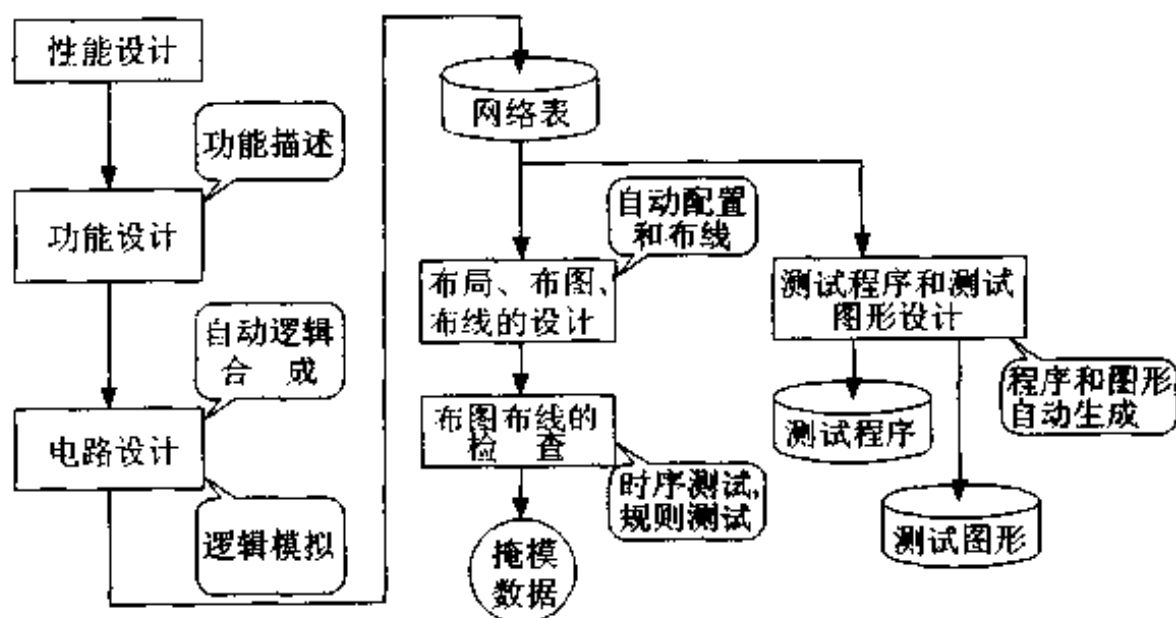 性能设计
功能描述
功能设计
自动逻辑
合 成
电路设计
逻辑模拟
网络表
自动配置
和布线
布局、布图、
布线的设计
布图布线的
检 查
时序测试,
规则测试
掩模
数据
测试程序和测试
图形设计
程序和图形
自动生成
测试程序
测试图形